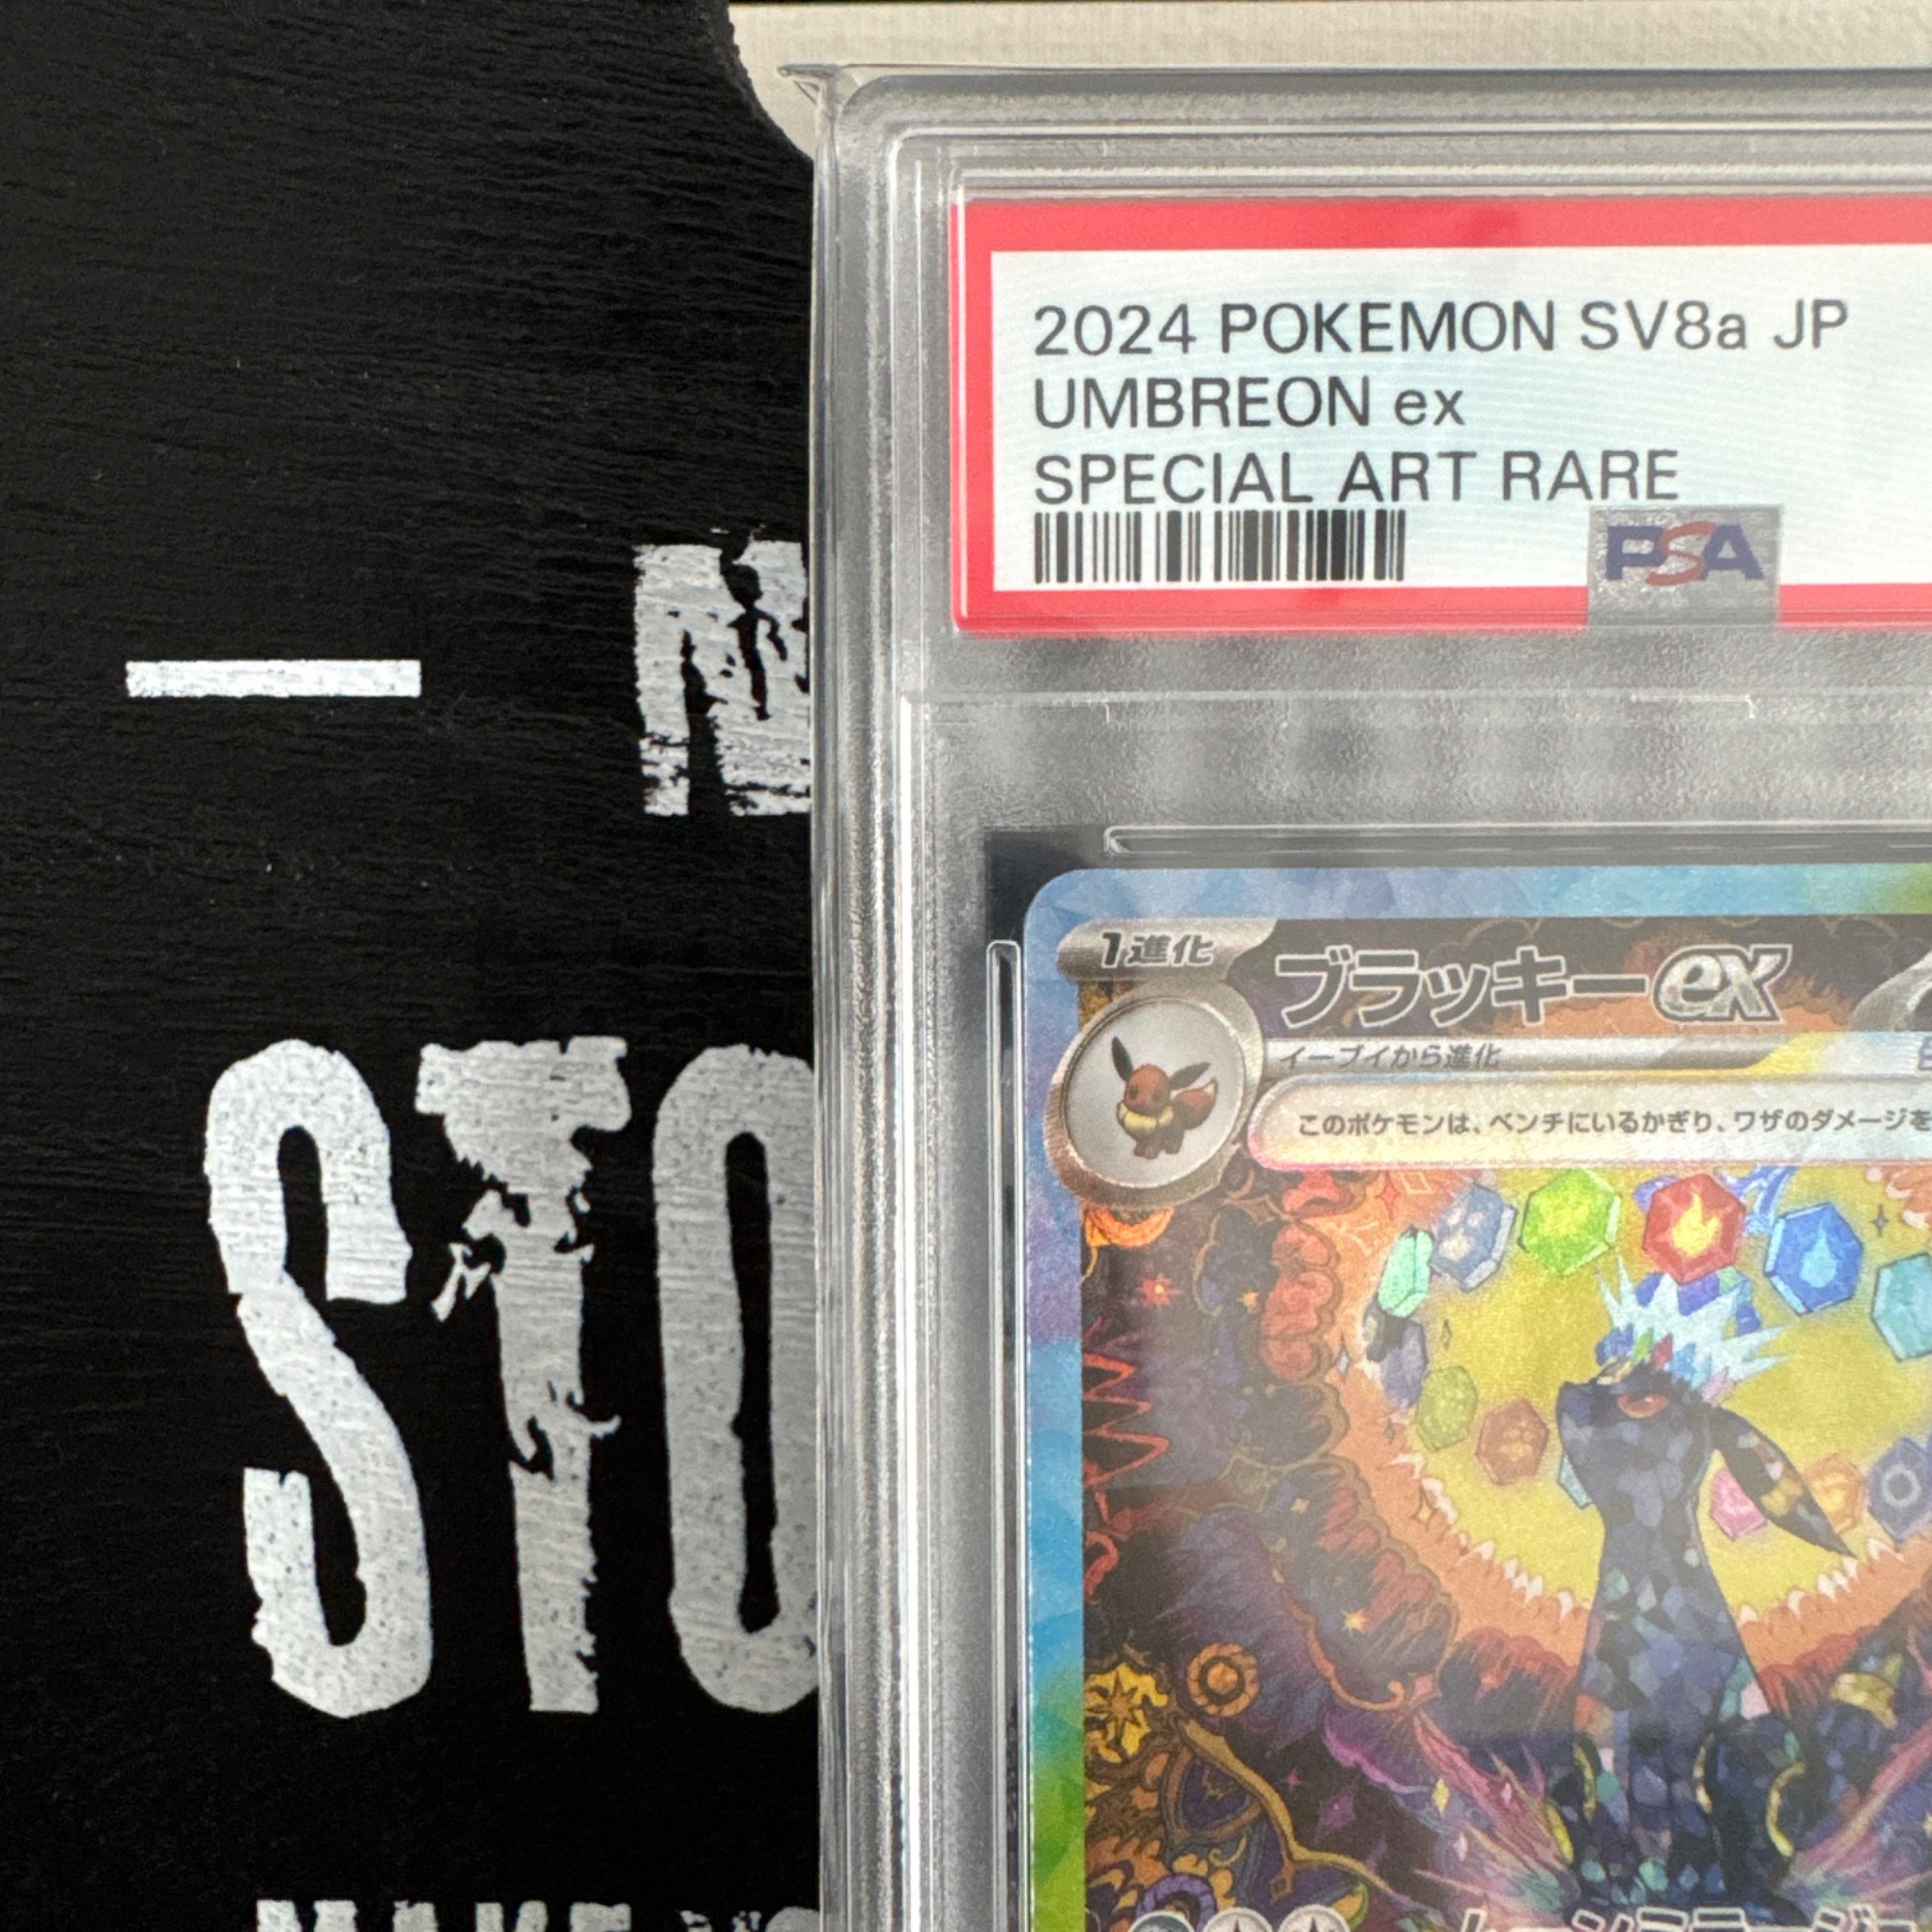 2024 POKEMON SV8a JP
UMBREON ex
SPECIAL ART RARE
PSA
1進化
ブラッキーex
イーブイから進化
このポケモンは、ベンチにいるかぎり、ワザのダメージを
MAKE